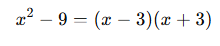 x² − 9 = (x − 3)(x + 3)